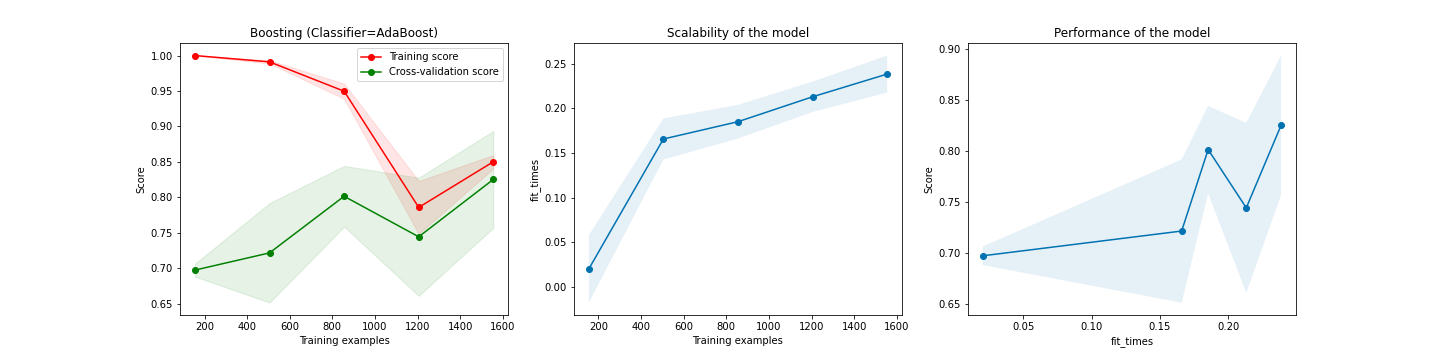 Boosting (Classifier=AdaBoost)
1.00
0.95
0.90
0.85
0.80
0.75
0.70
0.65
Score
Training score
Cross-validation score
200 400 600 800 1000 1200 1400 1600
Training examples
Scalability of the model
0.25
0.20
0.15
0.10
0.05
0.00
fit_times
200 400 600 800 1000 1200 1400 1600
Training examples
Performance of the model
0.90
0.85
0.80
0.75
0.70
0.65
Score
0.05 0.10 0.15 0.20
fit_times